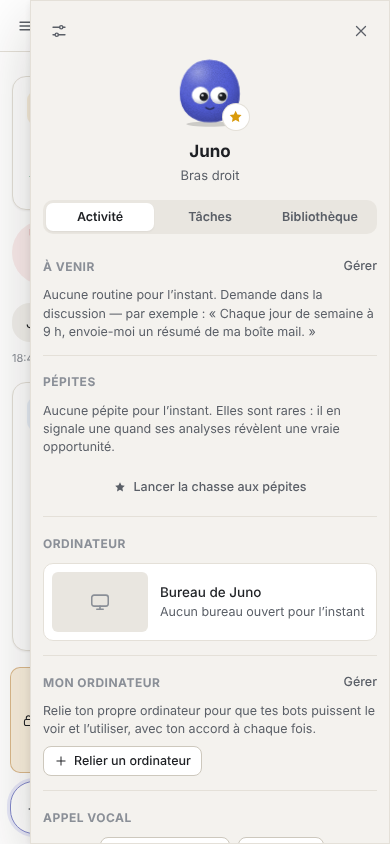 Juno
Bras droit
Activité
Tâches
Bibliothèque
À VENIR
Gérer
Aucune routine pour l’instant. Demande dans la
discussion — par exemple : « Chaque jour de semaine à
9 h, envoie-moi un résumé de ma boîte mail. »
PÉPITES
Aucune pépite pour l’instant. Elles sont rares : il en
signale une quand ses analyses révèlent une vraie
opportunité.
Lancer la chasse aux pépites
ORDINATEUR
Bureau de Juno
Aucun bureau ouvert pour l’instant
MON ORDINATEUR
Gérer
Relie ton propre ordinateur pour que tes bots puissent le
voir et l’utiliser, avec ton accord à chaque fois.
+ Relier un ordinateur
APPEL VOCAL